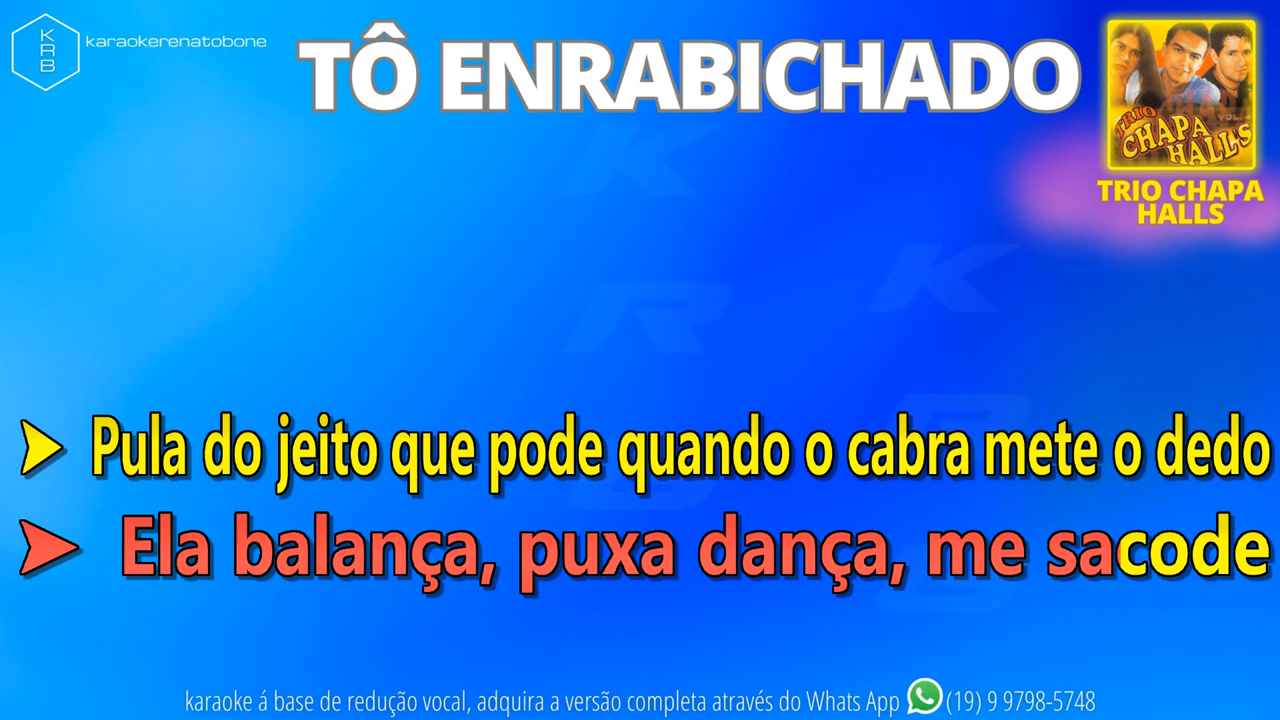 KRB
karaokerenatobone
TÔ ENRABICHADO
TRIO
CHAPA
HALL'S
TRIO CHAPA
HALLS
K
K
R
R
B
B
Pula do jeito que pode quando o cabra mete o dedo
Ela balança, puxa dança, me sacode
karaoke á base de redução vocal, adquira a versão completa através do Whats App (19) 9 9798-5748